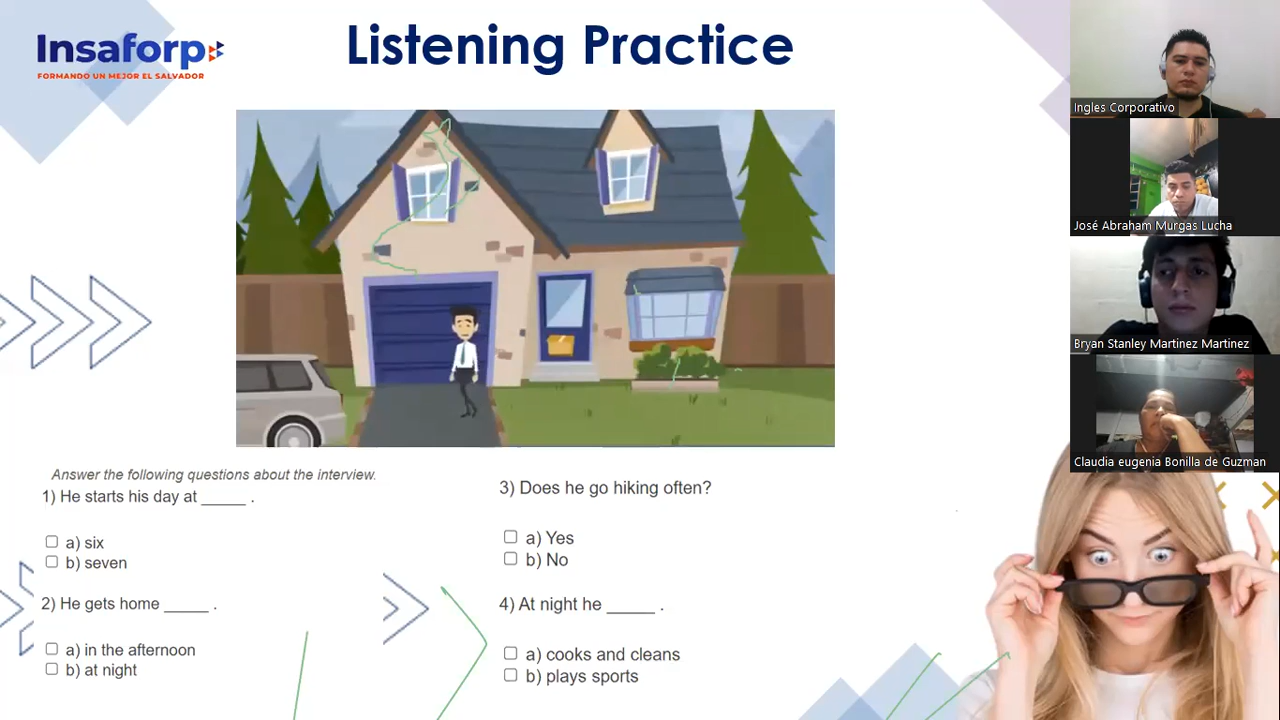 Insaforp
FORMANDO UN MEJOR EL SALVADOR
Listening Practice
Answer the following questions about the interview.
1) He starts his day at _____ .
a) six
b) seven
2) He gets home _____ .
a) in the afternoon
b) at night
3) Does he go hiking often?
a) Yes
b) No
4) At night he _____ .
a) cooks and cleans
b) plays sports
Ingles Corporativo
José Abraham Murgas Lucha
Bryan Stanley Martinez Martinez
Claudia eugenia Bonilla de Guzman